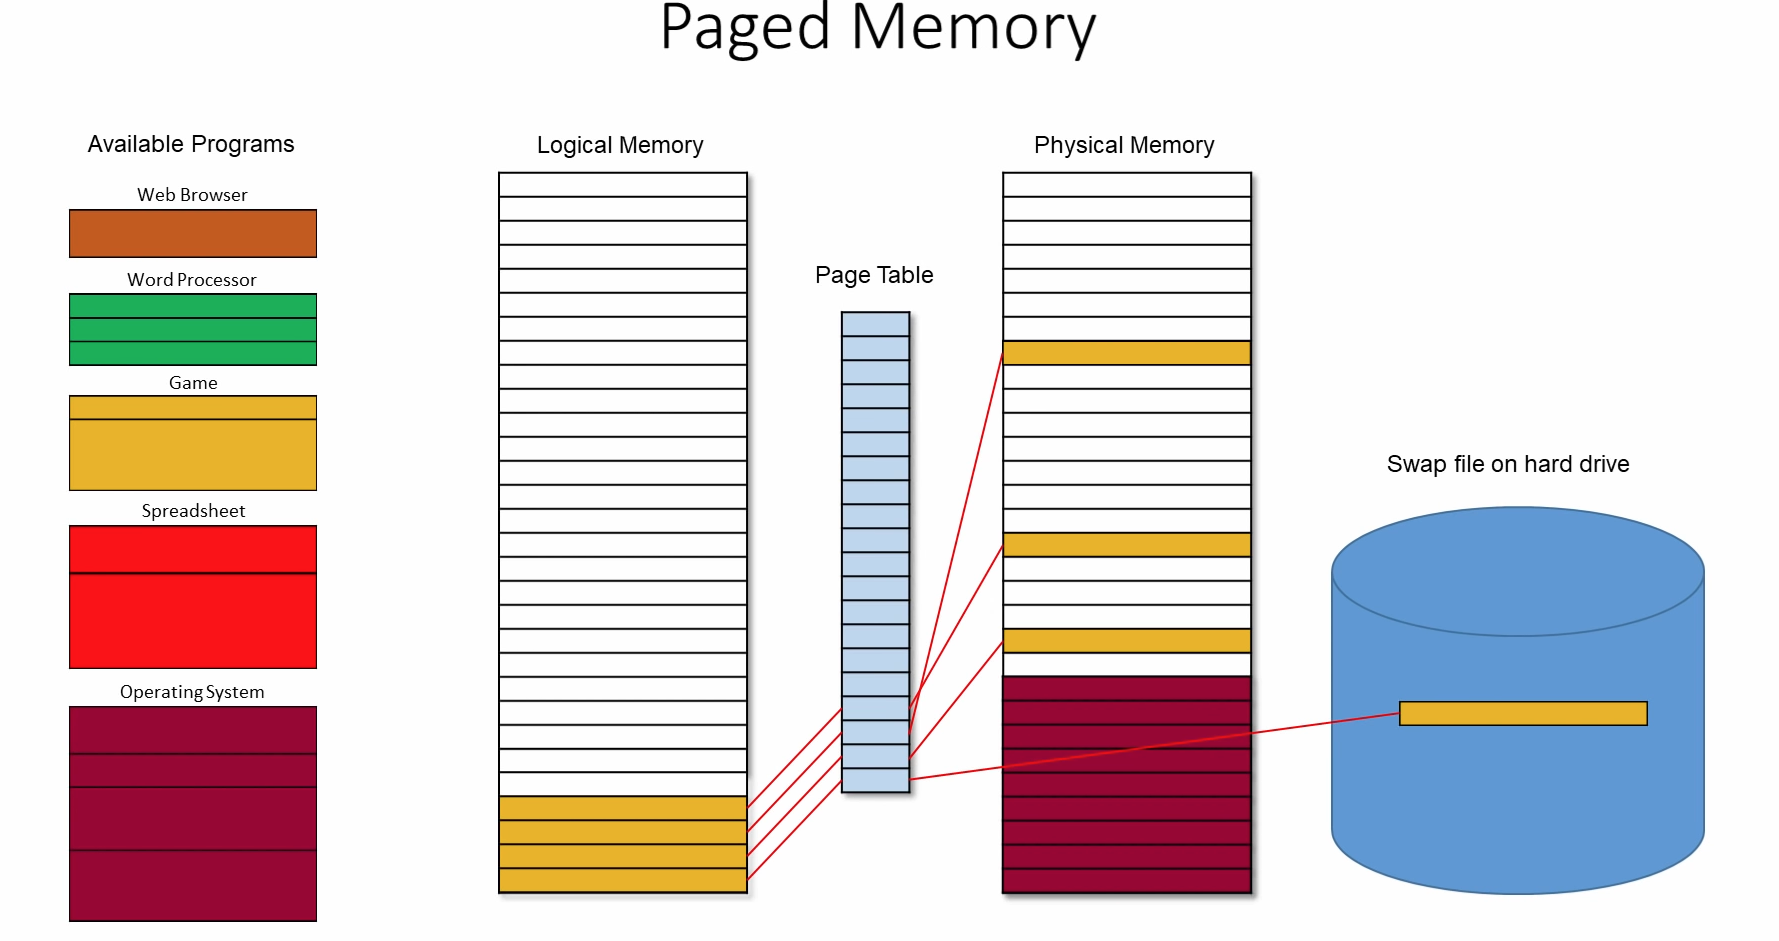 Paged Memory
Available Programs
Web Browser
Word Processor
Game
Spreadsheet
Operating System
Logical Memory
Page Table
Physical Memory
Swap file on hard drive